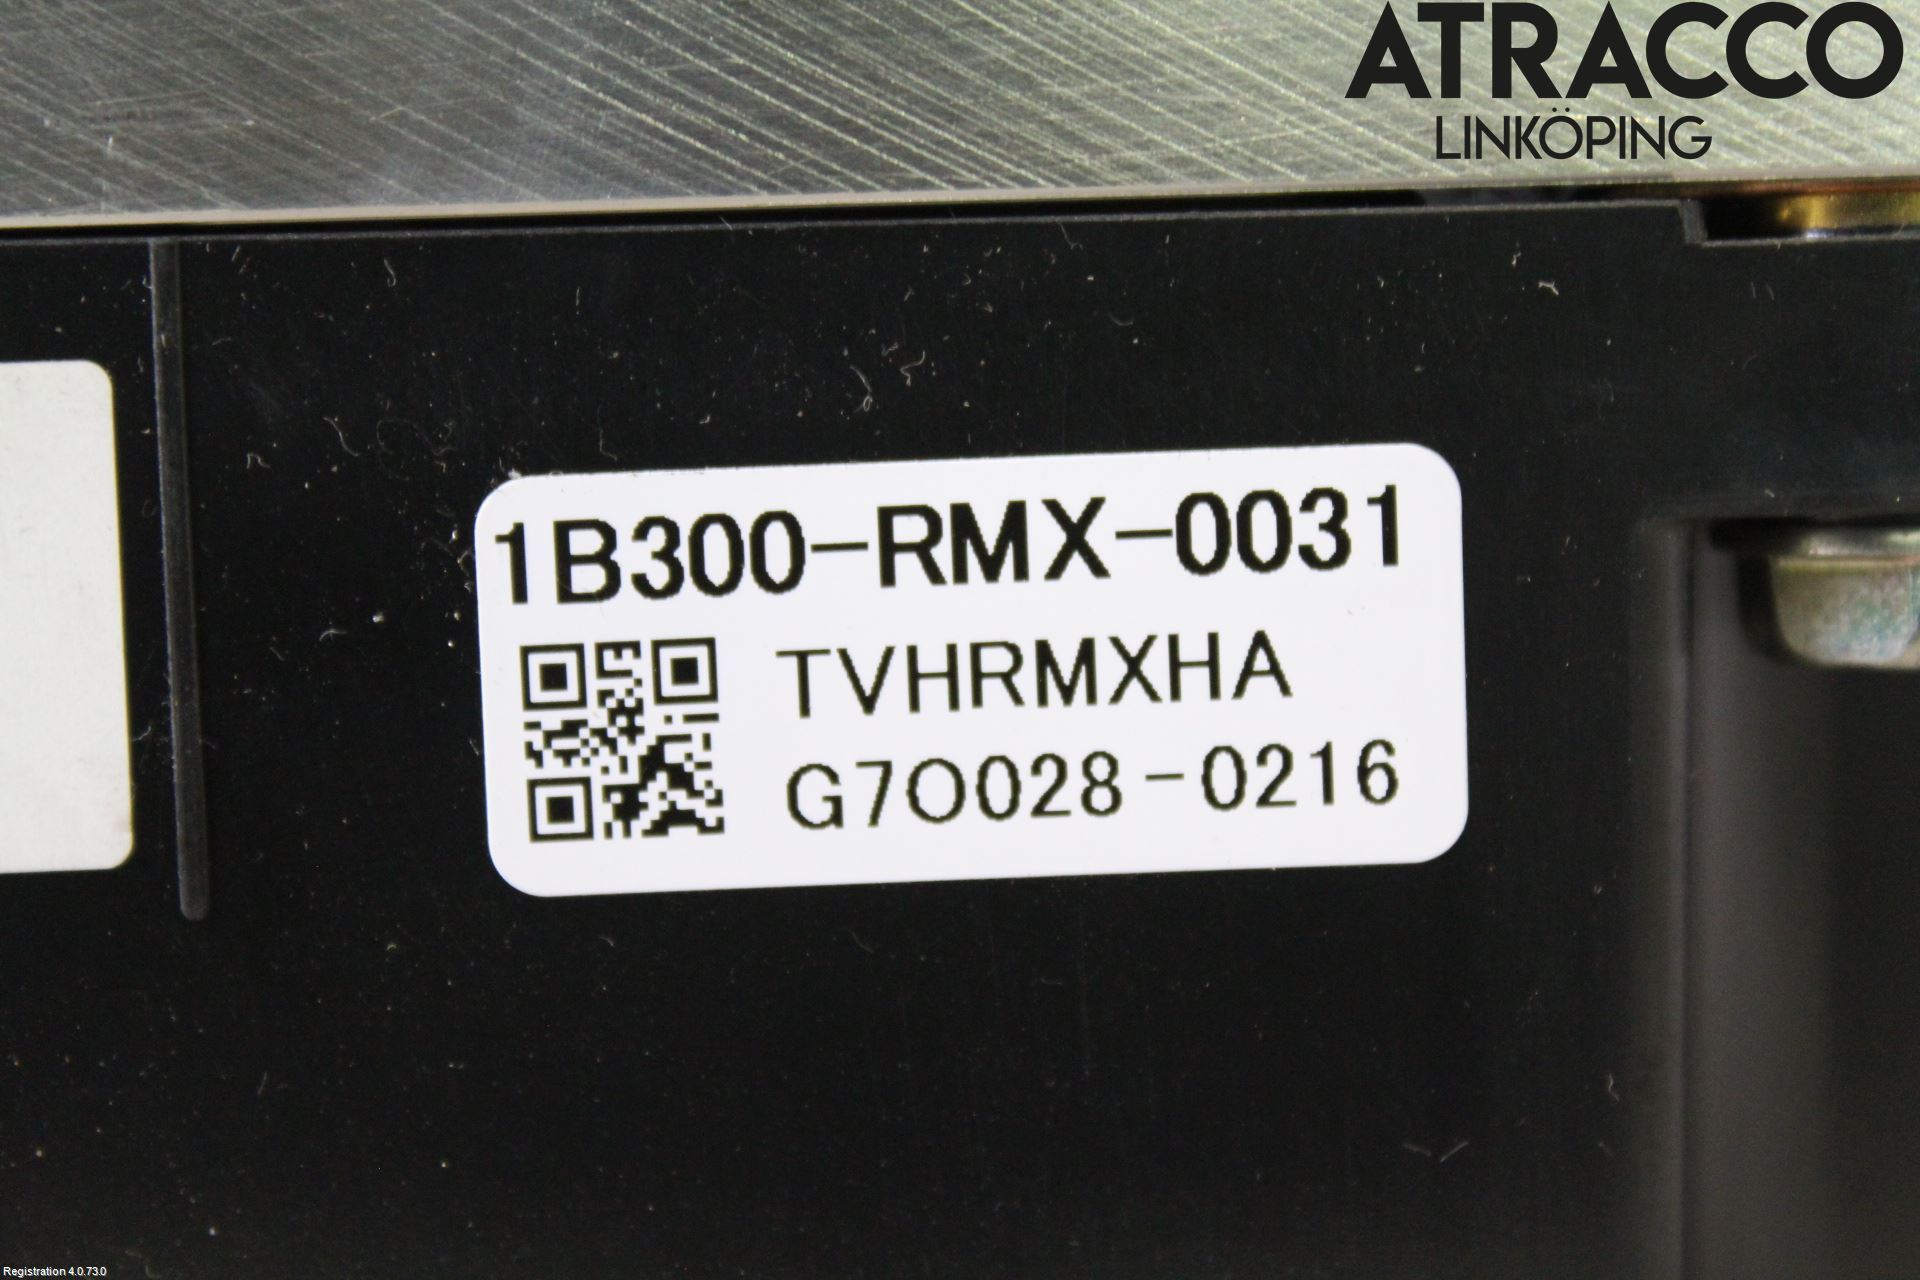 ATRACCO
LINKÖPING
1B300-RMX-0031
TVHRMXHA
G7O028-0216
Registration 4.0.73.0